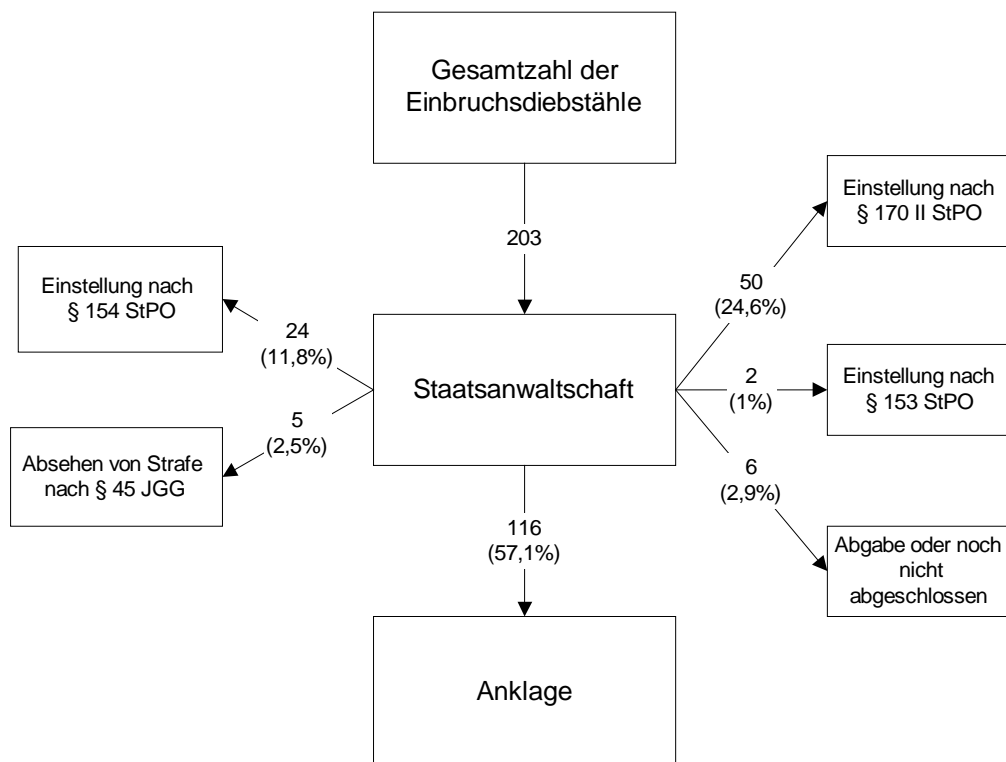 Gesamtzahl der
Einbruchsdiebstähle
203
Einstellung nach
§ 170 II StPO
50
(24,6%)
Einstellung nach
§ 154 StPO
24
(11,8%)
Staatsanwaltschaft
2
(1%)
Einstellung nach
§ 153 StPO
5
(2,5%)
Absehen von Strafe
nach § 45 JGG
6
(2,9%)
116
(57,1%)
Abgabe oder noch
nicht
abgeschlossen
Anklage